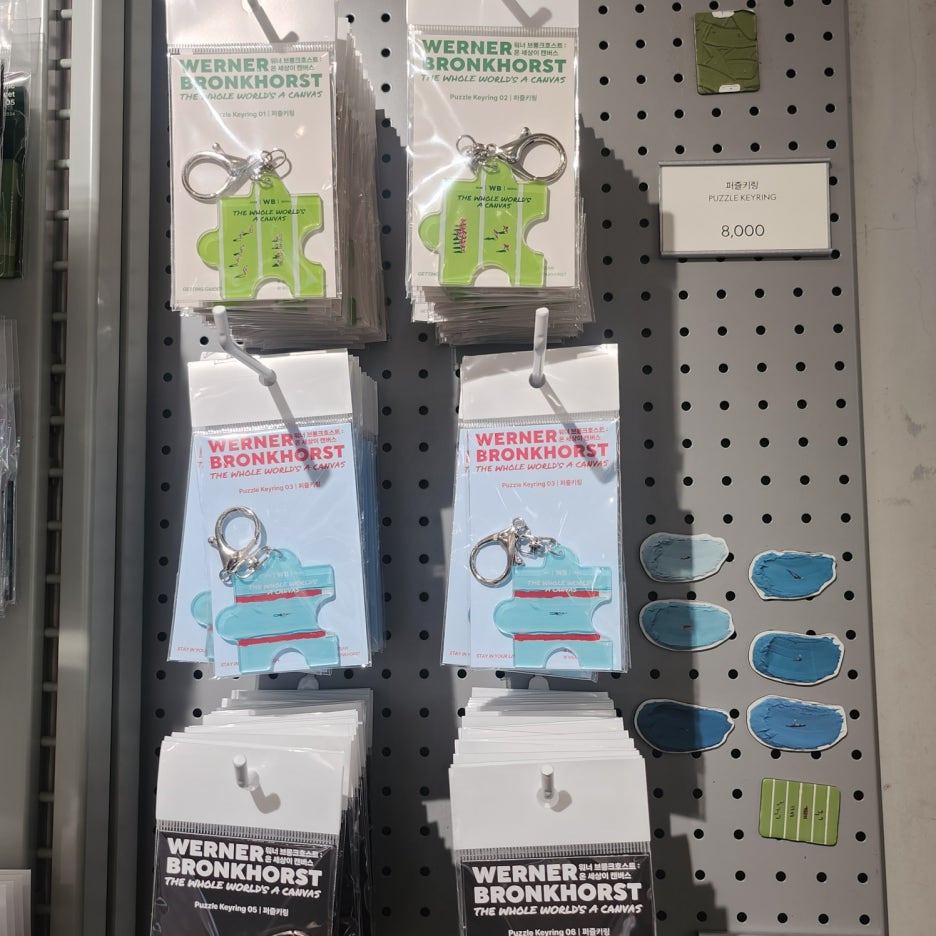 WERNER 워너 브롱크호스트 :
BRONKHORST 온 세상이 캔버스
THE WHOLE WORLD'S A CANVAS
Puzzle Keyring 01 | 퍼즐키링
WB
THE WHOLE WORLD'S
A CANVAS
WERNER 워너 브롱크호스트 :
BRONKHORST 온 세상이 캔버스
THE WHOLE WORLD'S A CANVAS
Puzzle Keyring 02 | 퍼즐키링
WB
THE WHOLE WORLD'S
A CANVAS
퍼즐키링
PUZZLE KEYRING
8,000
WERNER 워너 브롱크호스트 :
BRONKHORST 온 세상이 캔버스
THE WHOLE WORLD'S A CANVAS
Puzzle Keyring 03 | 퍼즐키링
WB
THE WHOLE WORLD'S
A CANVAS
STAY IN YOUR
WERNER 워너 브롱크호스트 :
BRONKHORST 온 세상이 캔버스
THE WHOLE WORLD'S A CANVAS
Puzzle Keyring 03 | 퍼즐키링
WB
THE WHOLE WORLD'S
A CANVAS
STAY IN YOUR
WERNER 워너 브롱크호스트 :
BRONKHORST 온 세상이 캔버스
THE WHOLE WORLD'S A CANVAS
Puzzle Keyring 05 | 퍼즐키링
WERNER 워너 브롱크호스트 :
BRONKHORST 온 세상이 캔버스
THE WHOLE WORLD'S A CANVAS
Puzzle Keyring 06 | 퍼즐키링